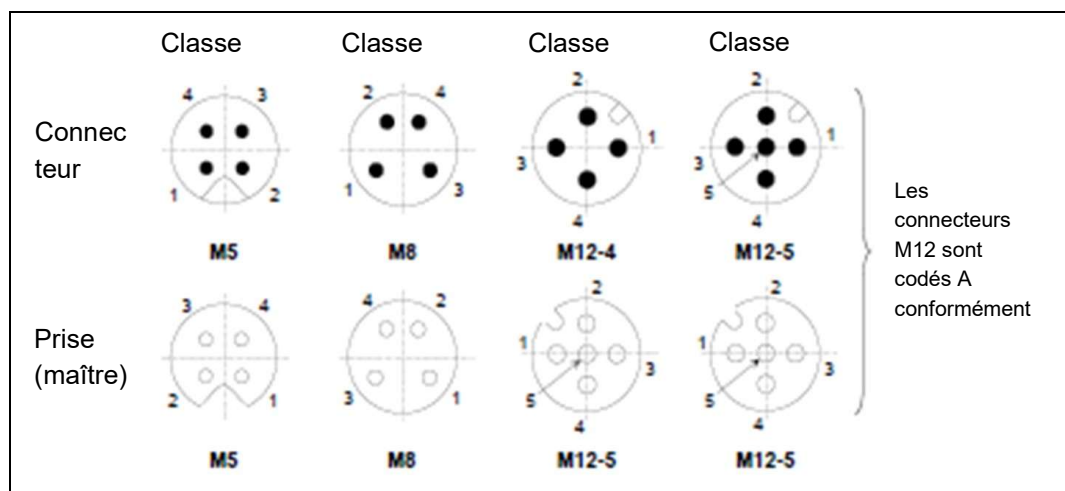 Classe Classe Classe Classe
4 3 2 4 2 2
Connec
teur
1 1
3 3
1 2 1 3 5
4 4
M5 M8 M12-4 M12-5
Les
connecteurs
M12 sont
codés A
conformément
3 4 4 2 2 2
Prise
(maître)
1 1
3 3
2 1 3 1 5 5
4 4
M5 M8 M12-5 M12-5